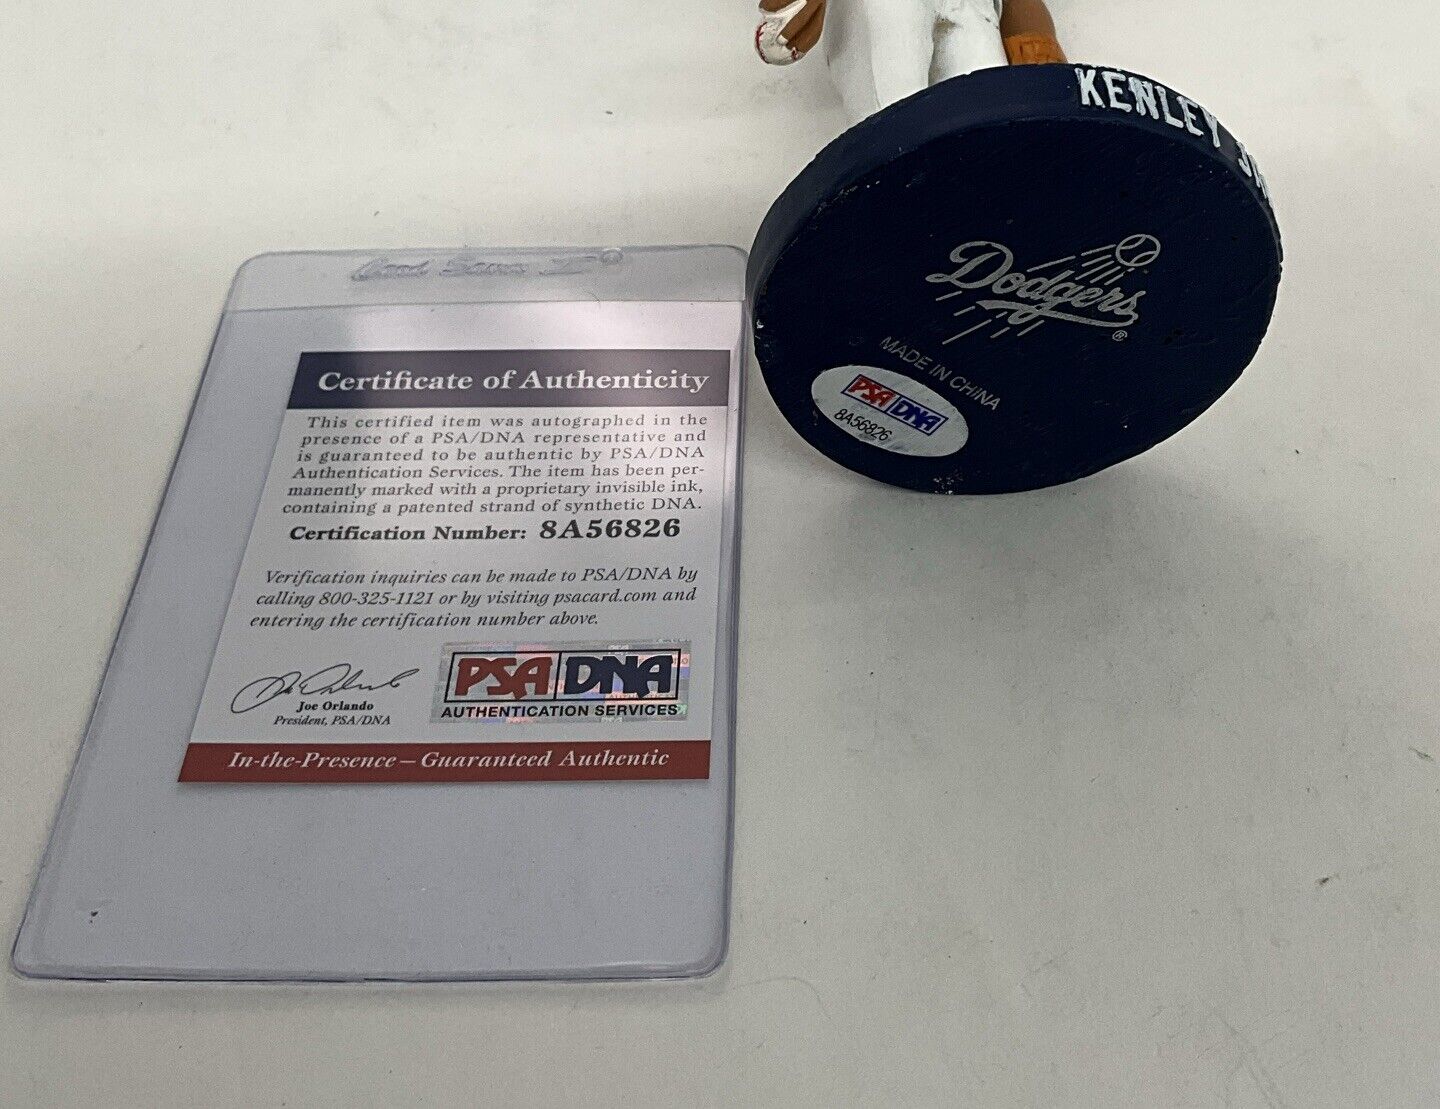 Card Saver I®
Certificate of Authenticity
This certified item was autographed in the
presence of a PSA/DNA representative and
is guaranteed to be authentic by PSA/DNA
Authentication Services. The item has been per-
manently marked with a proprietary invisible ink,
containing a patented strand of synthetic DNA.
Certification Number: 8A56826
Verification inquiries can be made to PSA/DNA by
calling 800-325-1121 or by visiting psacard.com and
entering the certification number above.
Joe Orlando
President, PSA/DNA
PSA DNA
AUTHENTICATION SERVICES
In-the-Presence – Guaranteed Authentic
KENLEY
Dodgers®
MADE IN CHINA
PSA DNA
8A56826